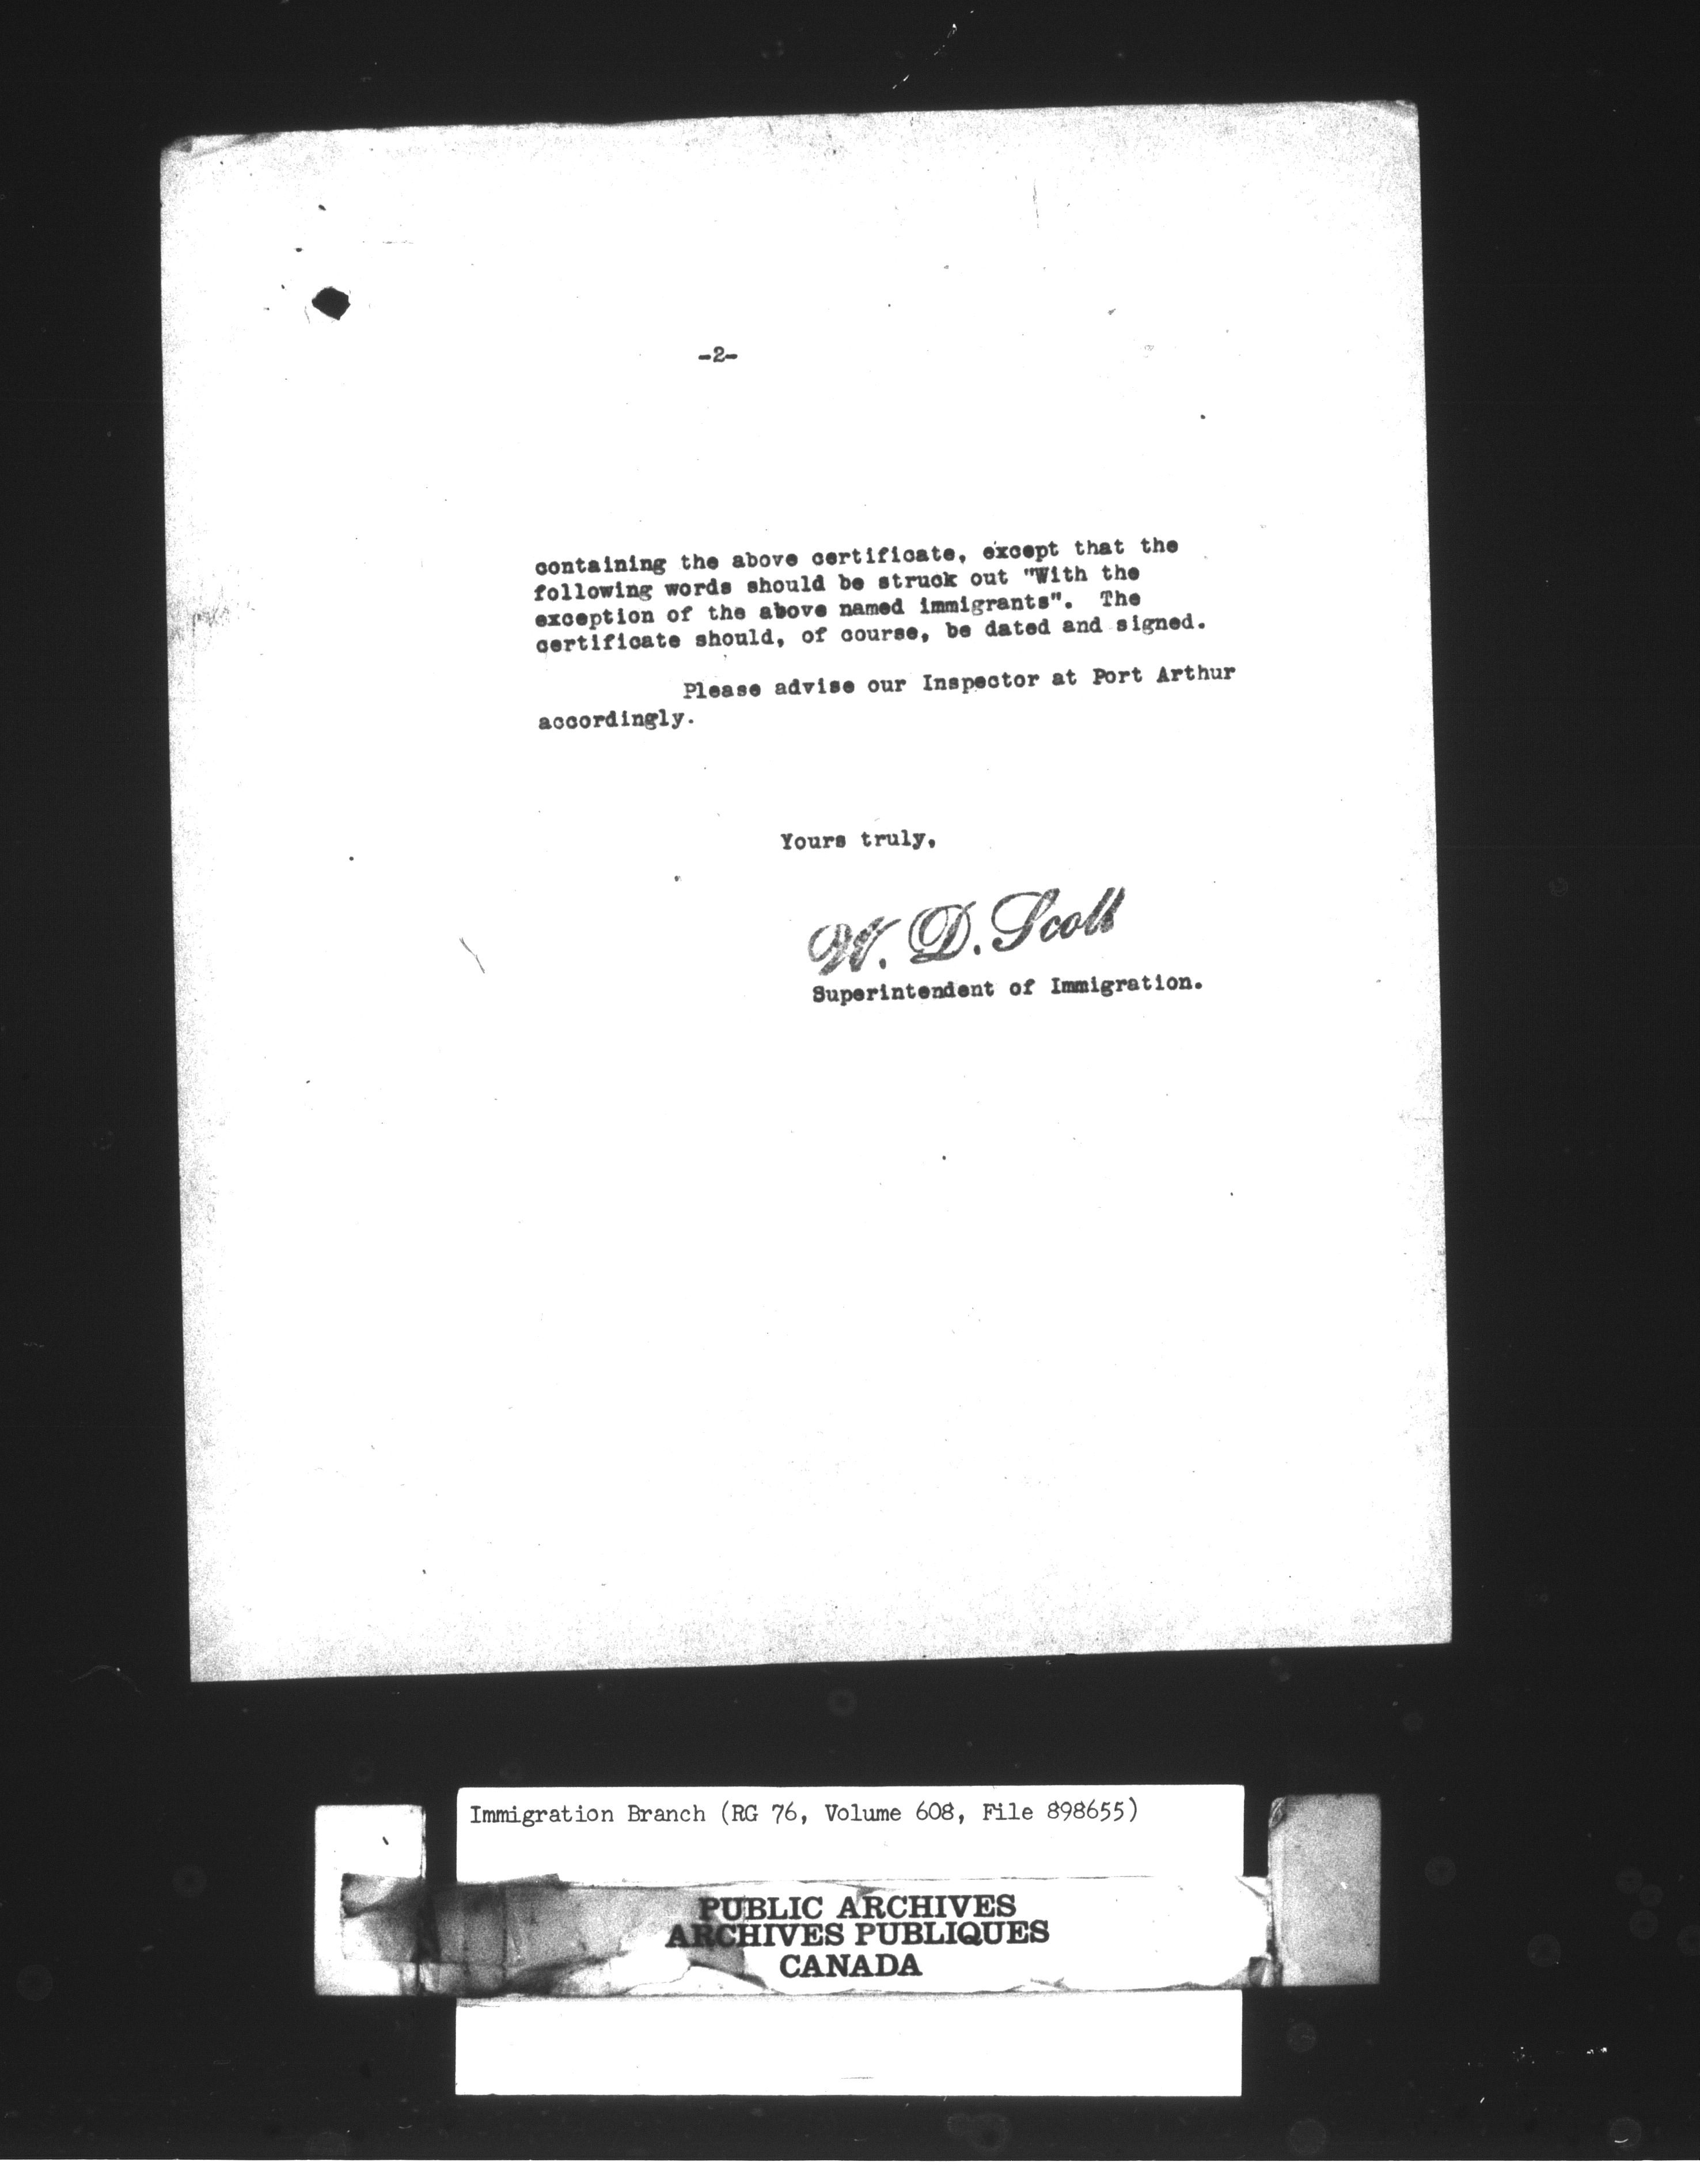 -2-
containing the above certificate, except that the
following words should be struck out "With the
exception of the above named immigrants". The
certificate should, of course, be dated and signed.
Please advise our Inspector at Port Arthur
accordingly.
Yours truly,
W. D. Scott
Superintendent of Immigration.
Immigration Branch (RG 76, Volume 608, File 898655)
PUBLIC ARCHIVES
ARCHIVES PUBLIQUES
CANADA